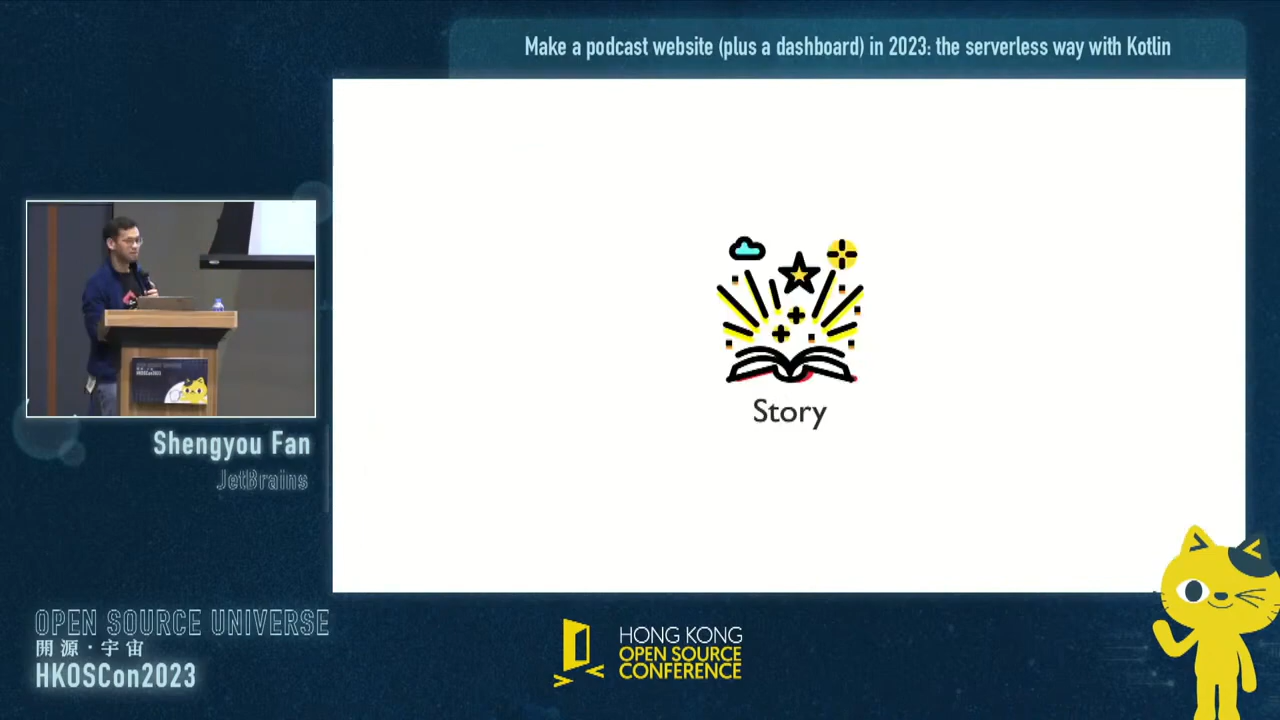 Make a podcast website (plus a dashboard) in 2023: the serverless way with Kotlin
Story
Shengyou Fan
JetBrains
OPEN SOURCE UNIVERSE
開源·宇宙
HKOSCon2023
HONG KONG
OPEN SOURCE
CONFERENCE